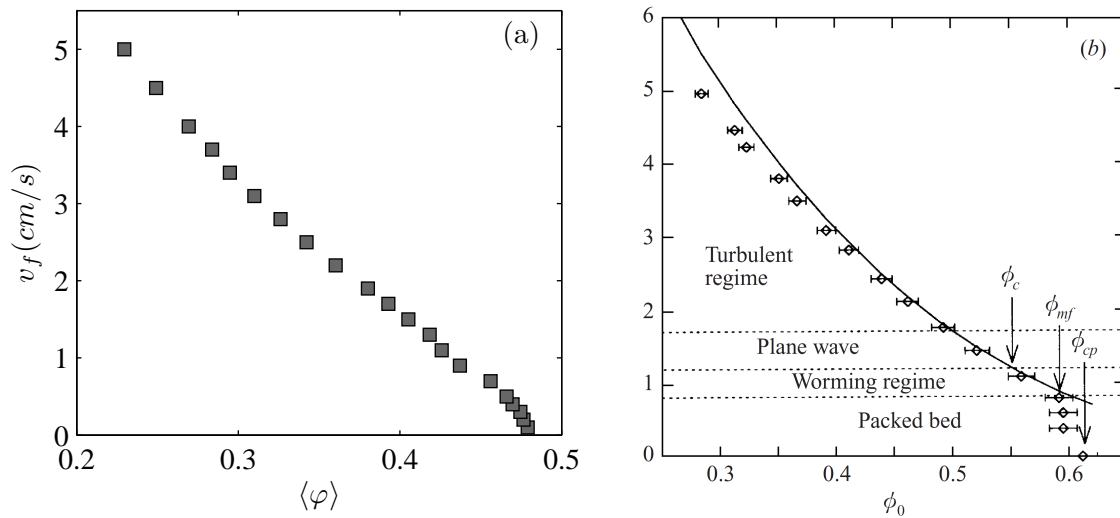 (a)
5
4
3
2
1
0
0.2 0.3 0.4 0.5
v_f (cm/s)
⟨φ⟩
(b)
6
5
4
3
2
1
0
Turbulent
regime
Plane wave
Worming regime
Packed bed
ϕ_c
ϕ_mf
ϕ_cp
0.3 0.4 0.5 0.6
ϕ_0